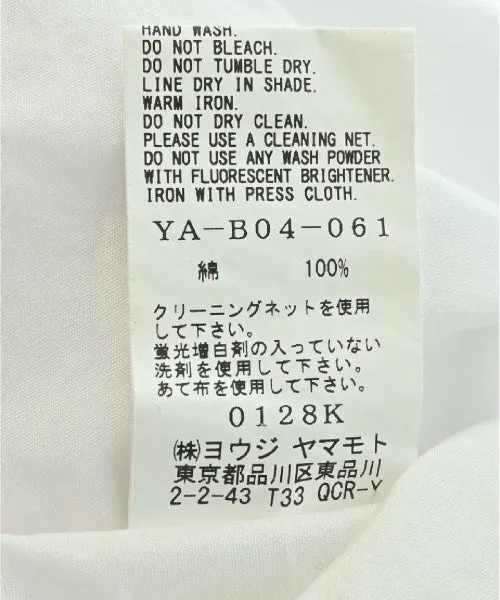 HAND WASH.
DO NOT BLEACH.
DO NOT TUMBLE DRY.
LINE DRY IN SHADE.
WARM IRON.
DO NOT DRY CLEAN.
PLEASE USE A CLEANING NET.
DO NOT USE ANY WASH POWDER
WITH FLUORESCENT BRIGHTENER.
IRON WITH PRESS CLOTH.
YA-B04-061
綿 100%
クリーニングネットを使用
して下さい。
蛍光増白剤の入っていない
洗剤を使用して下さい。
あて布を使用して下さい。
0128K
㈱ヨウジ ヤマモト
東京都品川区東品川
2-2-43 T33 QCR-Y